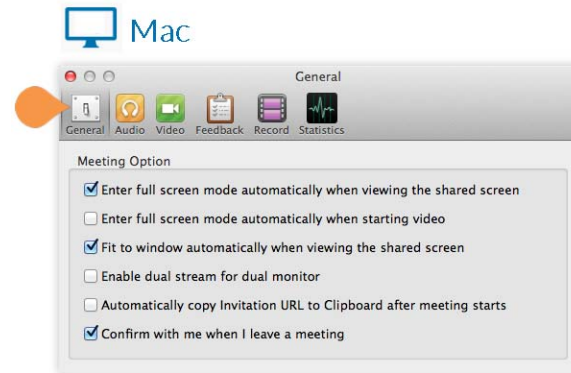 Mac
General
General Audio Video Feedback Record Statistics
Meeting Option
Enter full screen mode automatically when viewing the shared screen
Enter full screen mode automatically when starting video
Fit to window automatically when viewing the shared screen
Enable dual stream for dual monitor
Automatically copy Invitation URL to Clipboard after meeting starts
Confirm with me when I leave a meeting